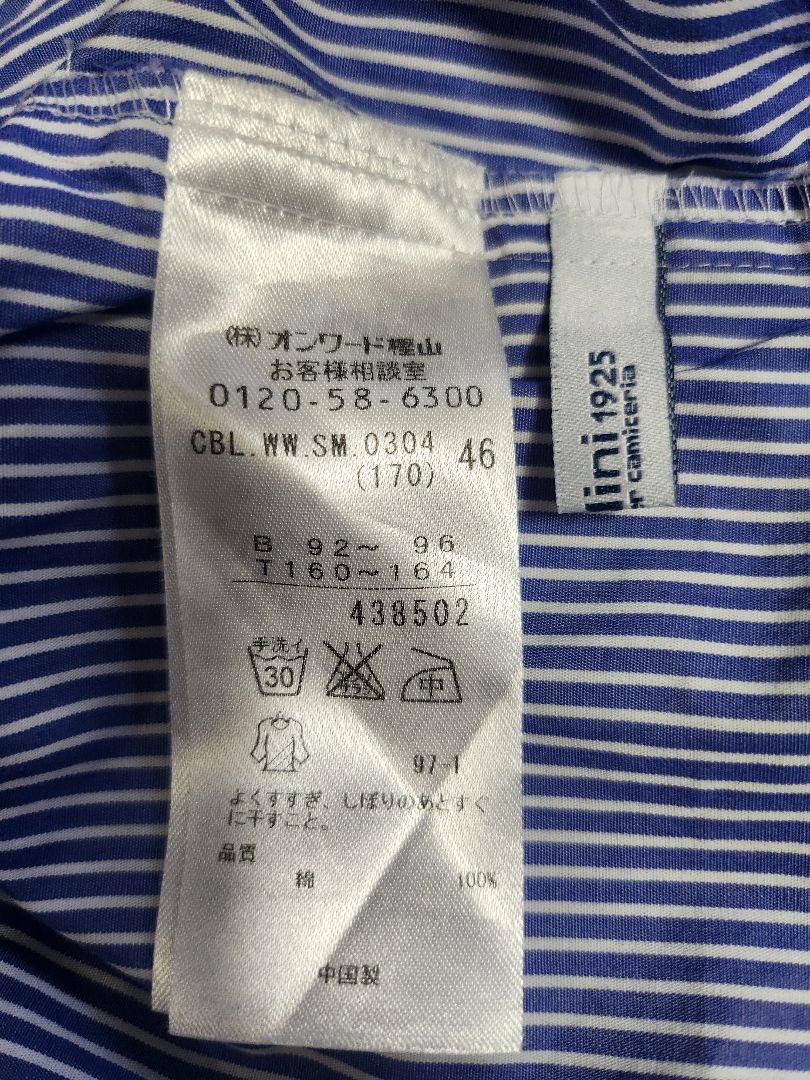 (株)オンワード樫山
お客様相談室
0120-58-6300
CBL.WW.SM.0304 46
(170)
B 92～ 96
T160～164
438502
手洗イ
30
中
97-1
よくすすぎ、しぼりのあとすぐ
に干すこと。
品質
綿 100%
中国製
lini 1925
er camiceria